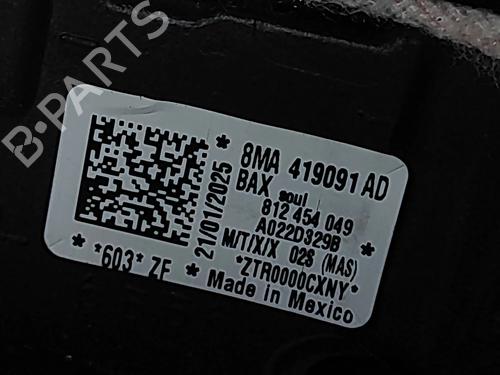 B-PARTS
* 8MA 419091 AD
BAX soul
812 454 049
A022D329B
M/T/X/X 02S (MAS)
*ZTR0000CXNY*
* Made in Mexico
21/01/2025
*603* ZF *